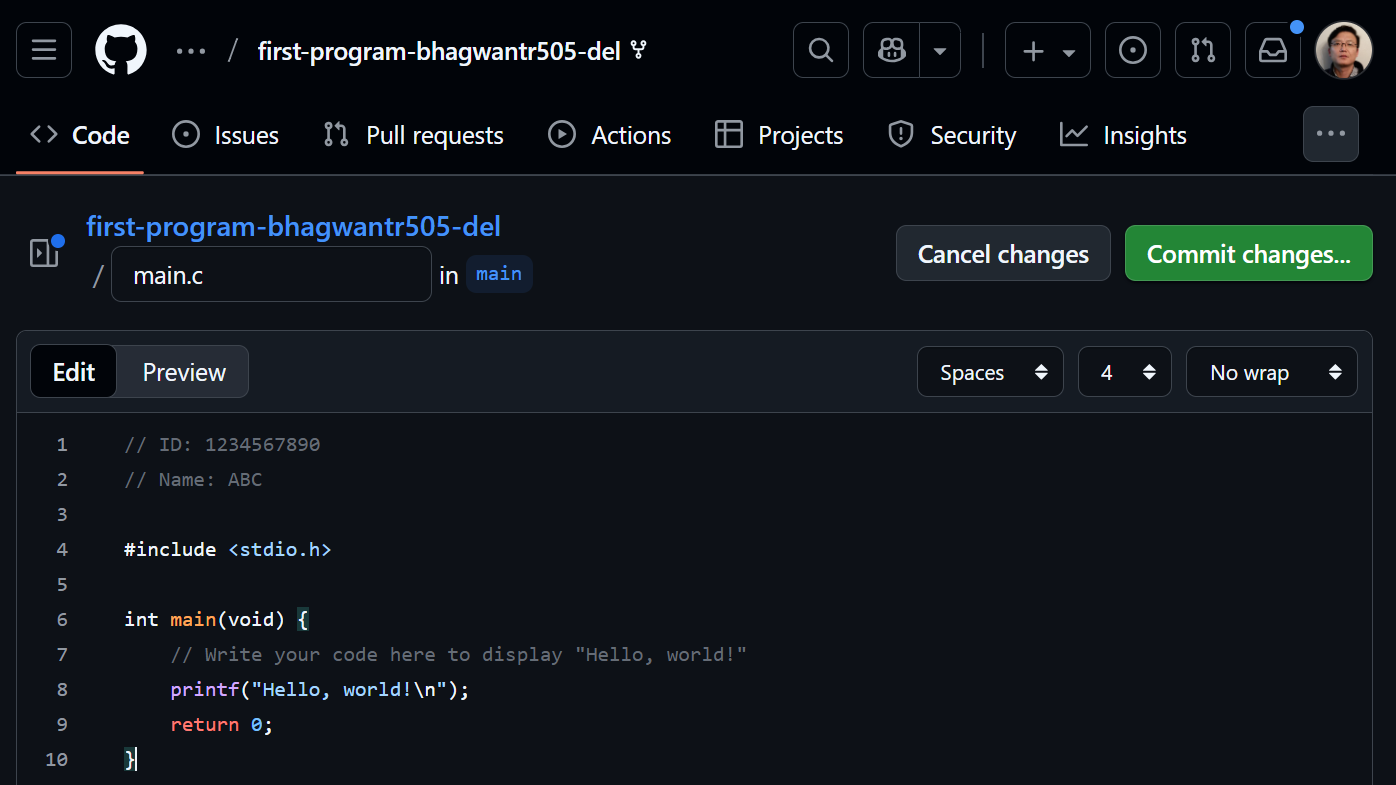 / first-program-bhagwantr505-del
Code Issues Pull requests Actions Projects Security Insights
first-program-bhagwantr505-del
/ main.c in main
Cancel changes Commit changes...
Edit Preview Spaces 4 No wrap
1 // ID: 1234567890
2 // Name: ABC
3
4 #include <stdio.h>
5
6 int main(void) {
7     // Write your code here to display "Hello, world!"
8     printf("Hello, world!\n");
9     return 0;
10 }